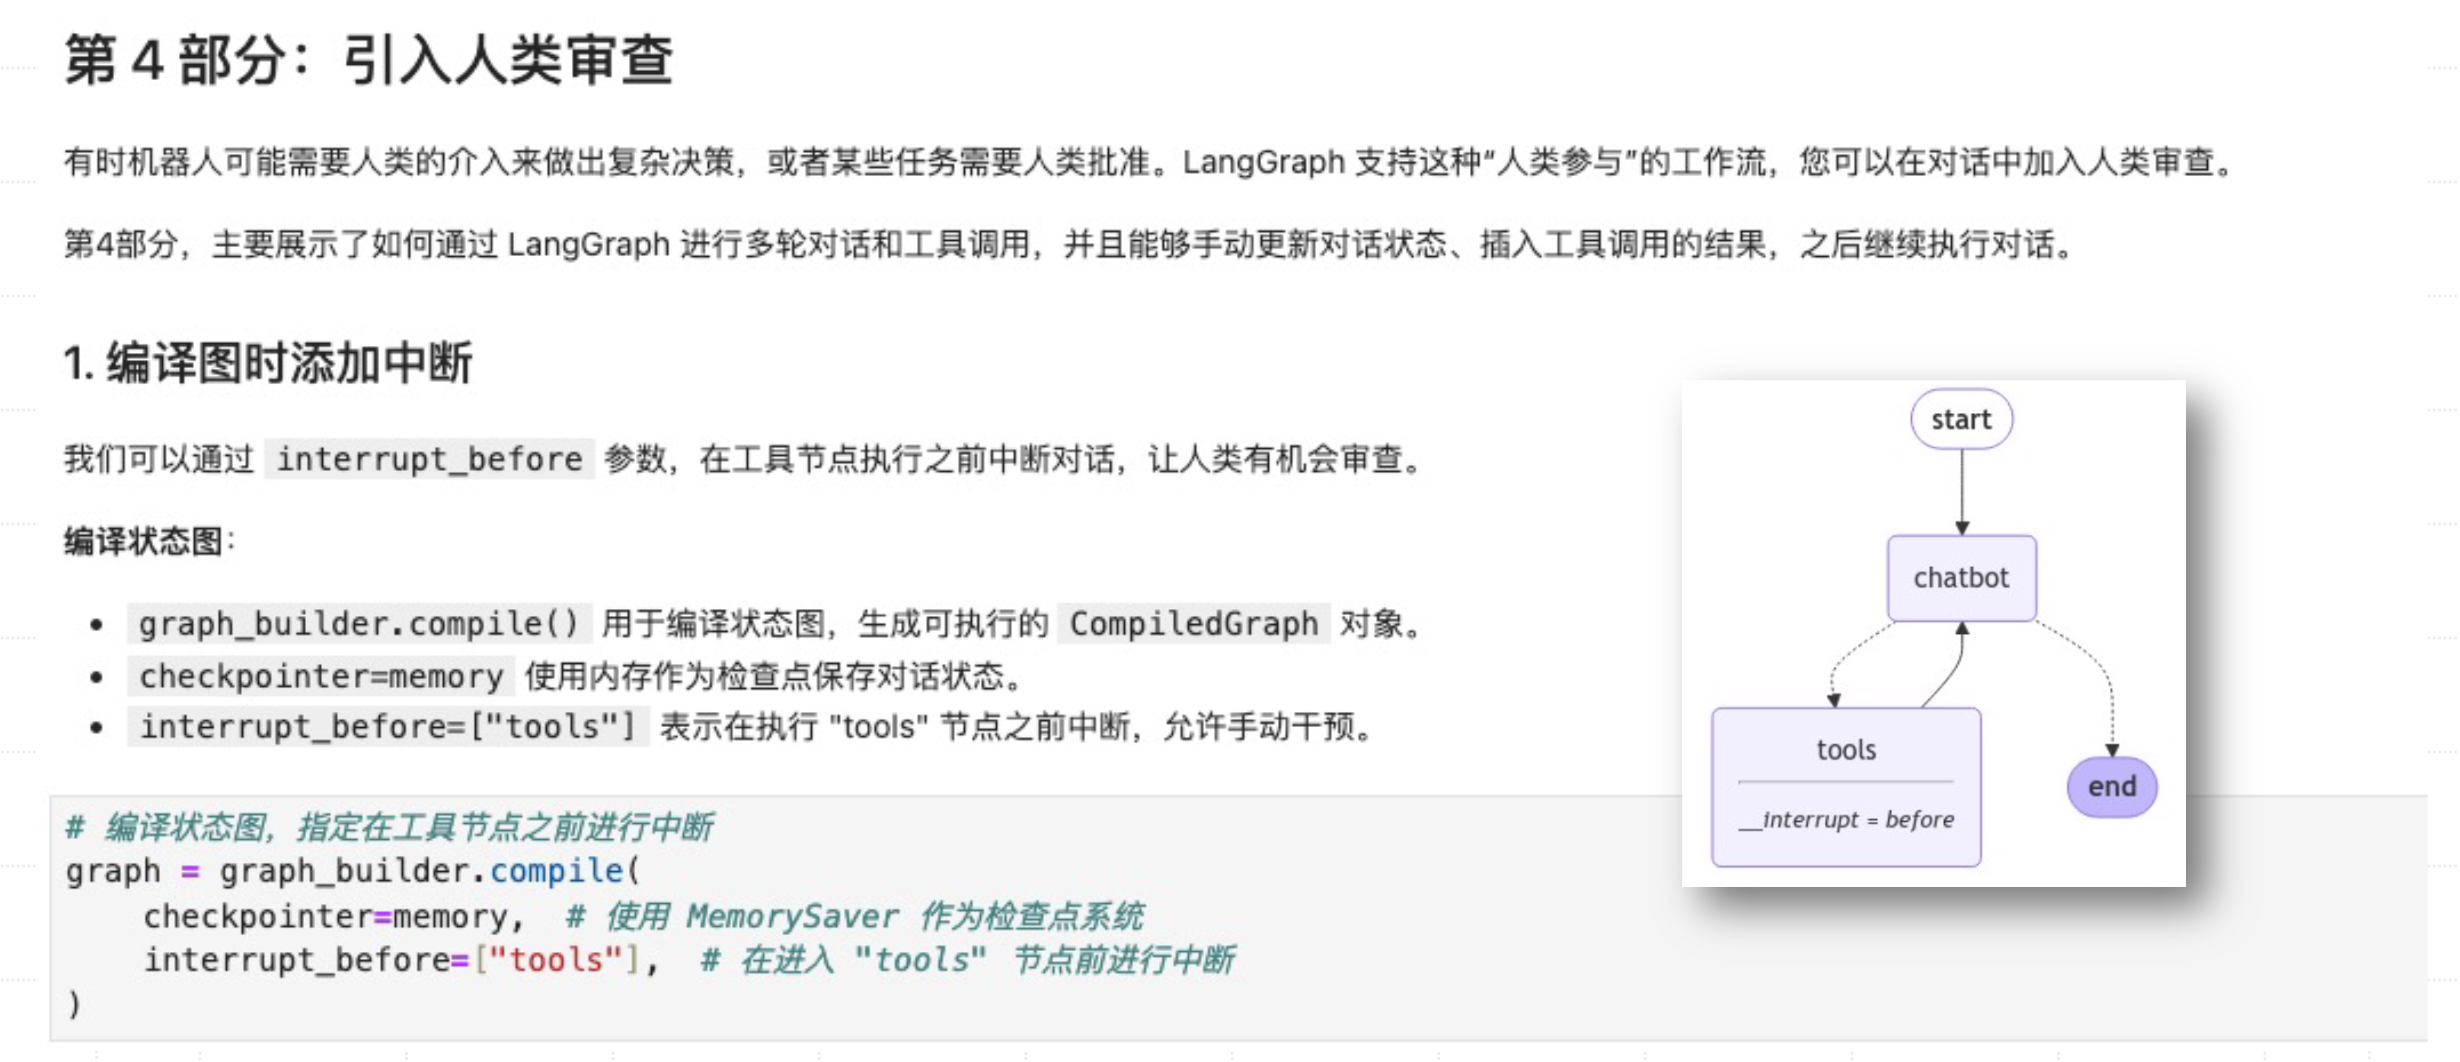 第 4 部分：引入人类审查
有时机器人可能需要人类的介入来做出复杂决策，或者某些任务需要人类批准。LangGraph 支持这种“人类参与”的工作流，您可以在对话中加入人类审查。
第4部分，主要展示了如何通过 LangGraph 进行多轮对话和工具调用，并且能够手动更新对话状态、插入工具调用的结果，之后继续执行对话。
1. 编译图时添加中断
我们可以通过 interrupt_before 参数，在工具节点执行之前中断对话，让人类有机会审查。
编译状态图：
• graph_builder.compile() 用于编译状态图，生成可执行的 CompiledGraph 对象。
• checkpointer=memory 使用内存作为检查点保存对话状态。
• interrupt_before=["tools"] 表示在执行 "tools" 节点之前中断，允许手动干预。
# 编译状态图，指定在工具节点之前进行中断
graph = graph_builder.compile(
    checkpointer=memory,  # 使用 MemorySaver 作为检查点系统
    interrupt_before=["tools"],  # 在进入 "tools" 节点前进行中断
)
start
chatbot
tools
__interrupt = before
end